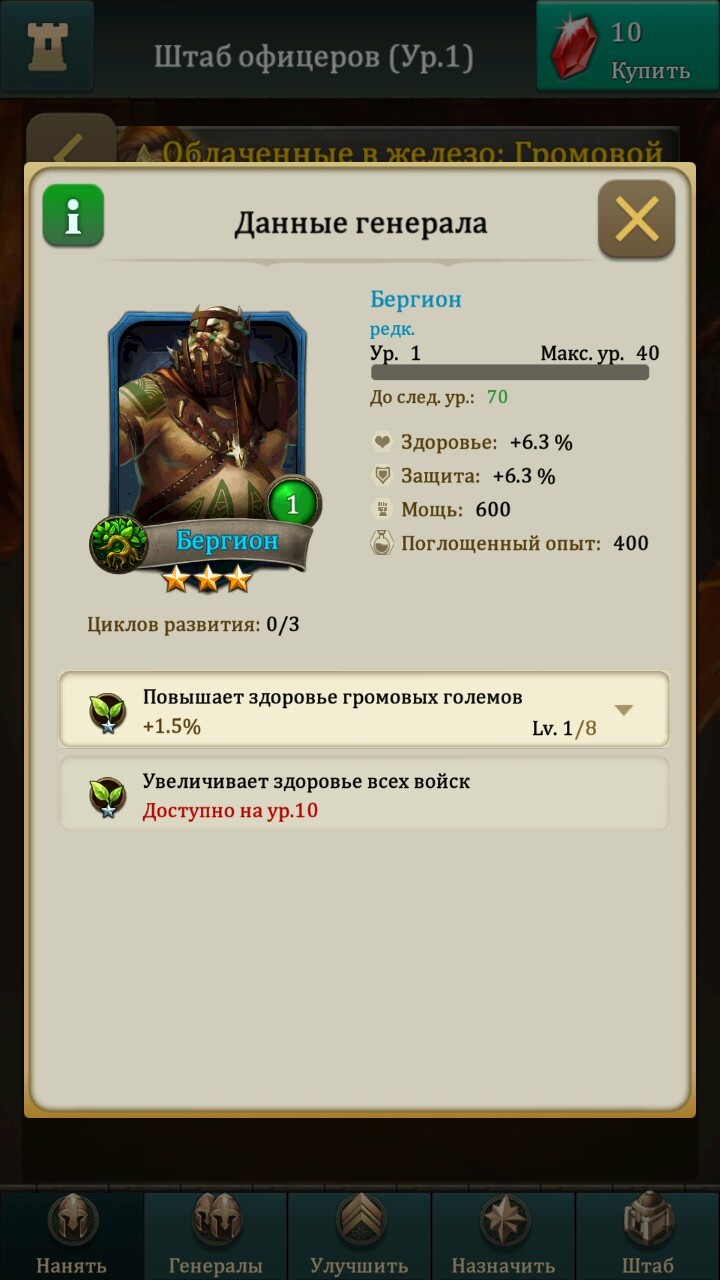 Штаб офицеров (Ур.1)
10
Купить
Облаченные в железо: Громовой
i
Данные генерала
Бергион
редк.
Ур. 1 Макс. ур. 40
До след. ур.: 70
Здоровье: +6.3 %
Защита: +6.3 %
Мощь: 600
Поглощенный опыт: 400
1
Бергион
Циклов развития: 0/3
Повышает здоровье громовых големов
+1.5% Lv. 1/8
Увеличивает здоровье всех войск
Доступно на ур.10
Нанять Генералы Улучшить Назначить Штаб